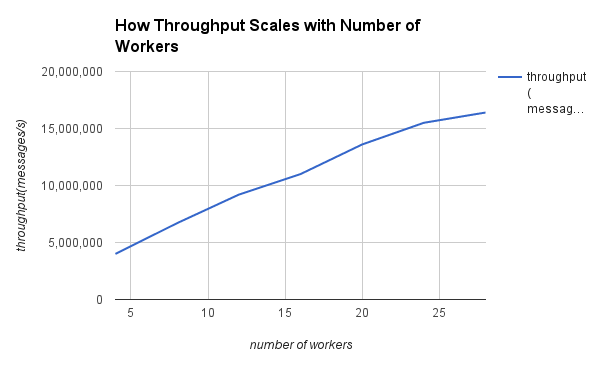 How Throughput Scales with Number of
Workers
20,000,000
15,000,000
10,000,000
5,000,000
0
throughput(messages/s)
5
10
15
20
25
number of workers
throughput
(
messag...